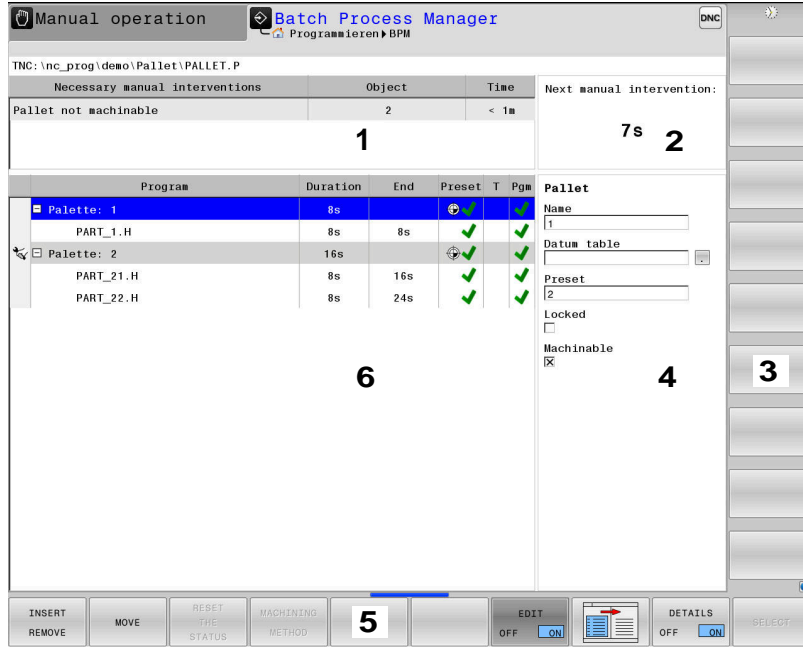 Manual operation
Batch Process Manager
Programmieren▶BPM
DNC
TNC:\nc_prog\demo\Pallet\PALLET.P
Necessary manual interventions Object Time
Pallet not machinable 2 < 1m
1
Next manual intervention:
7s
2
Program Duration End Preset T Pgm
Palette: 1 8s
PART_1.H 8s 8s
Palette: 2 16s
PART_21.H 8s 16s
PART_22.H 8s 24s
6
Pallet
Name
1
Datum table
Preset
2
Locked
Machinable
4
3
INSERT
REMOVE
MOVE
RESET
THE
STATUS
MACHINING
METHOD
5
EDIT
OFF ON
DETAILS
OFF ON
SELECT